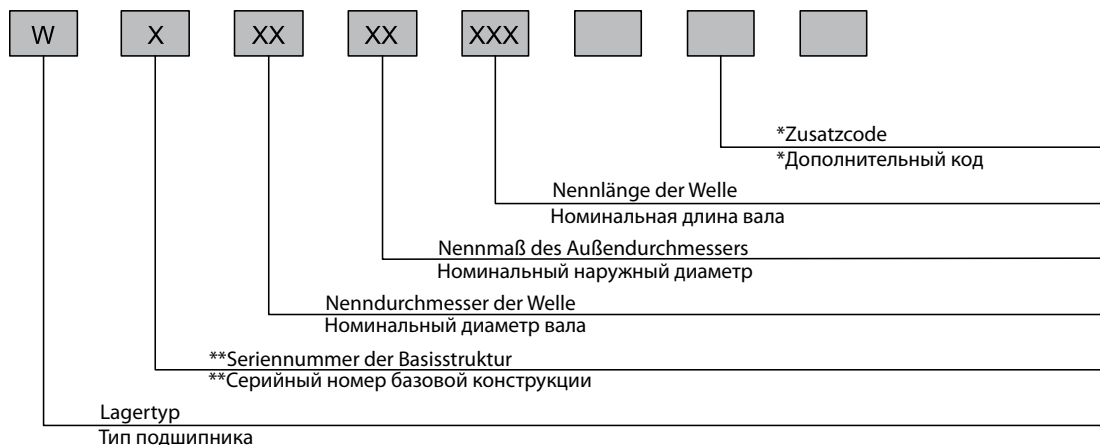 W X XX XX XXX
*Zusatzcode
*Дополнительный код
Nennlänge der Welle
Номинальная длина вала
Nennmaß des Außendurchmessers
Номинальный наружный диаметр
Nenndurchmesser der Welle
Номинальный диаметр вала
**Seriennummer der Basisstruktur
**Серийный номер базовой конструкции
Lagertyp
Тип подшипника